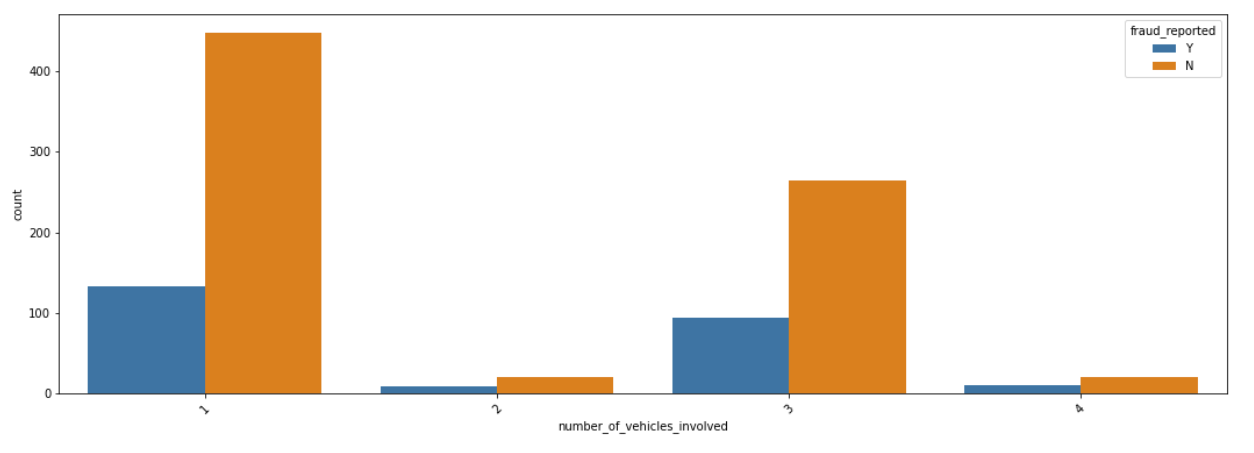 fraud_reported
Y
N
400
300
200
100
0
count
1 2 3 4
number_of_vehicles_involved